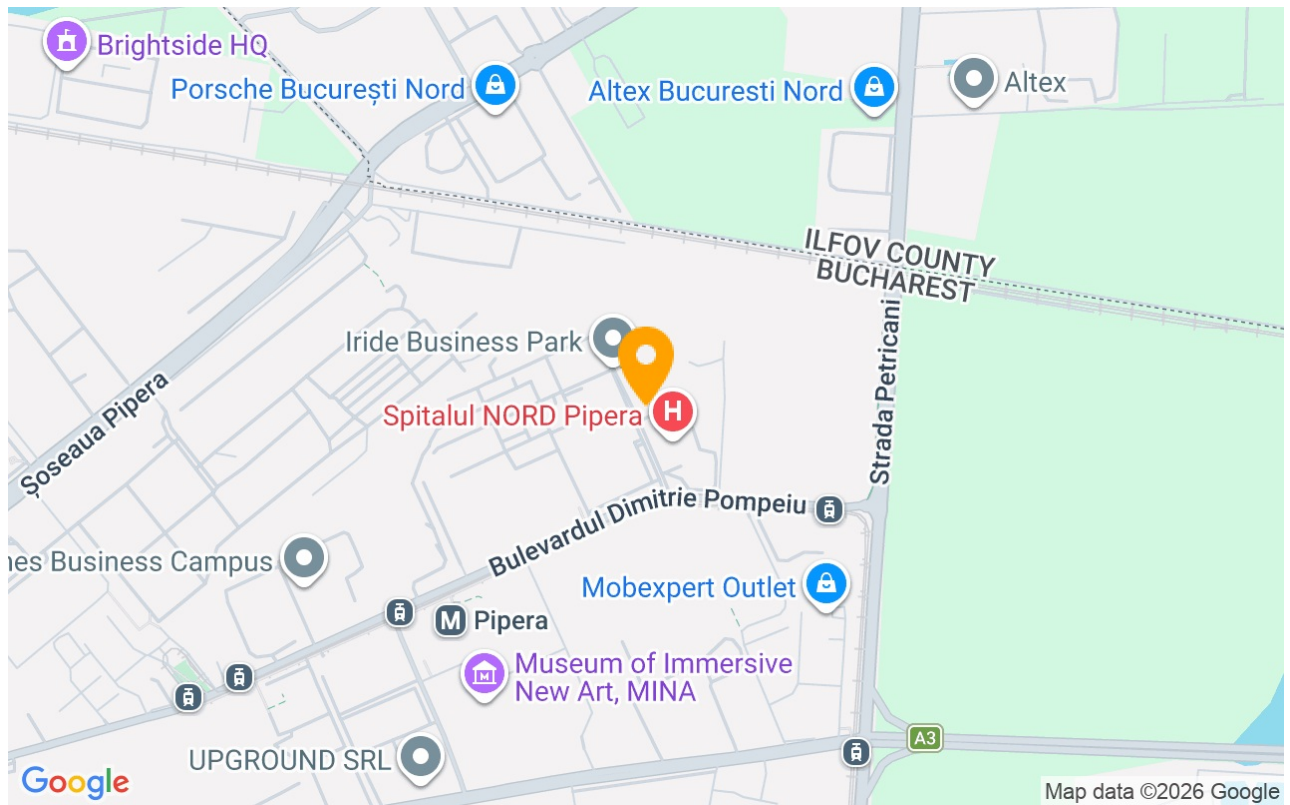 Brightside HQ
Porsche București Nord
Altex Bucuresti Nord
Altex
ILFOV COUNTY
BUCHAREST
Iride Business Park
Spitalul NORD Pipera
H
Șoseaua Pipera
Strada Petricani
Bulevardul Dimitrie Pompeiu
nes Business Campus
Mobexpert Outlet
M Pipera
Museum of Immersive
New Art, MINA
A3
UPGROUND SRL
Google
Map data ©2026 Google